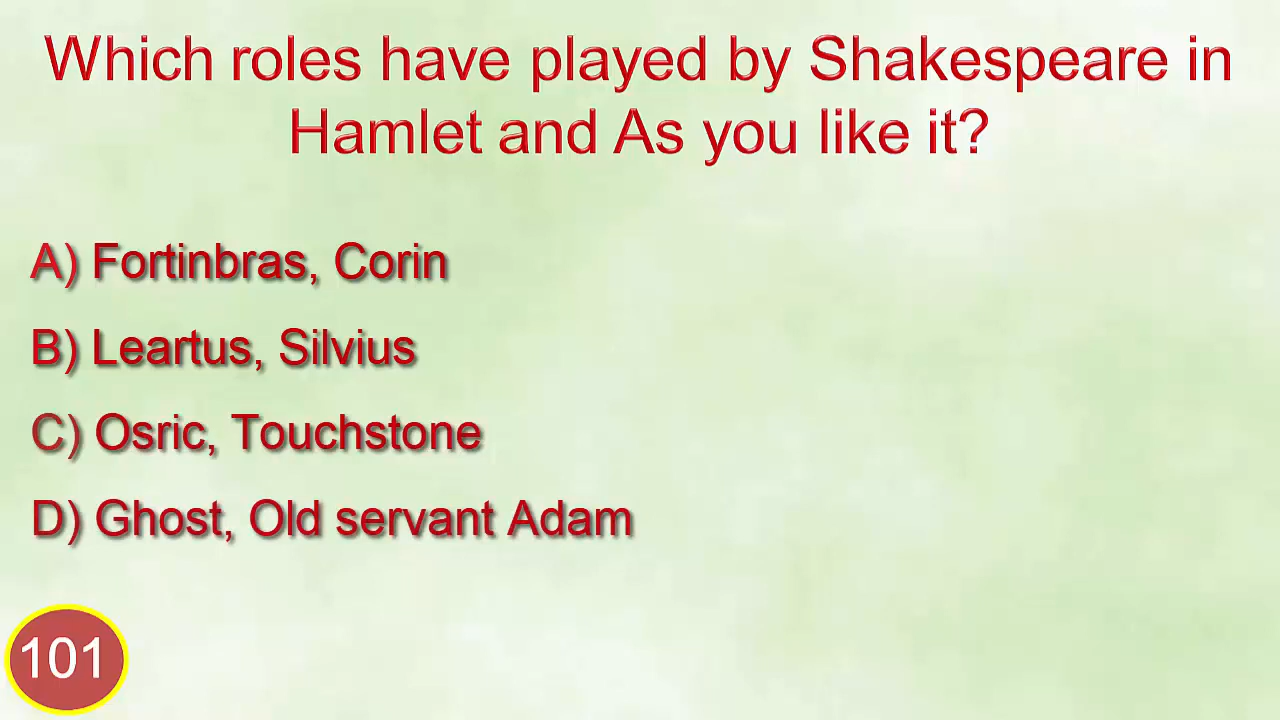 Which roles have played by Shakespeare in
Hamlet and As you like it?
A) Fortinbras, Corin
B) Leartus, Silvius
C) Osric, Touchstone
D) Ghost, Old servant Adam
101